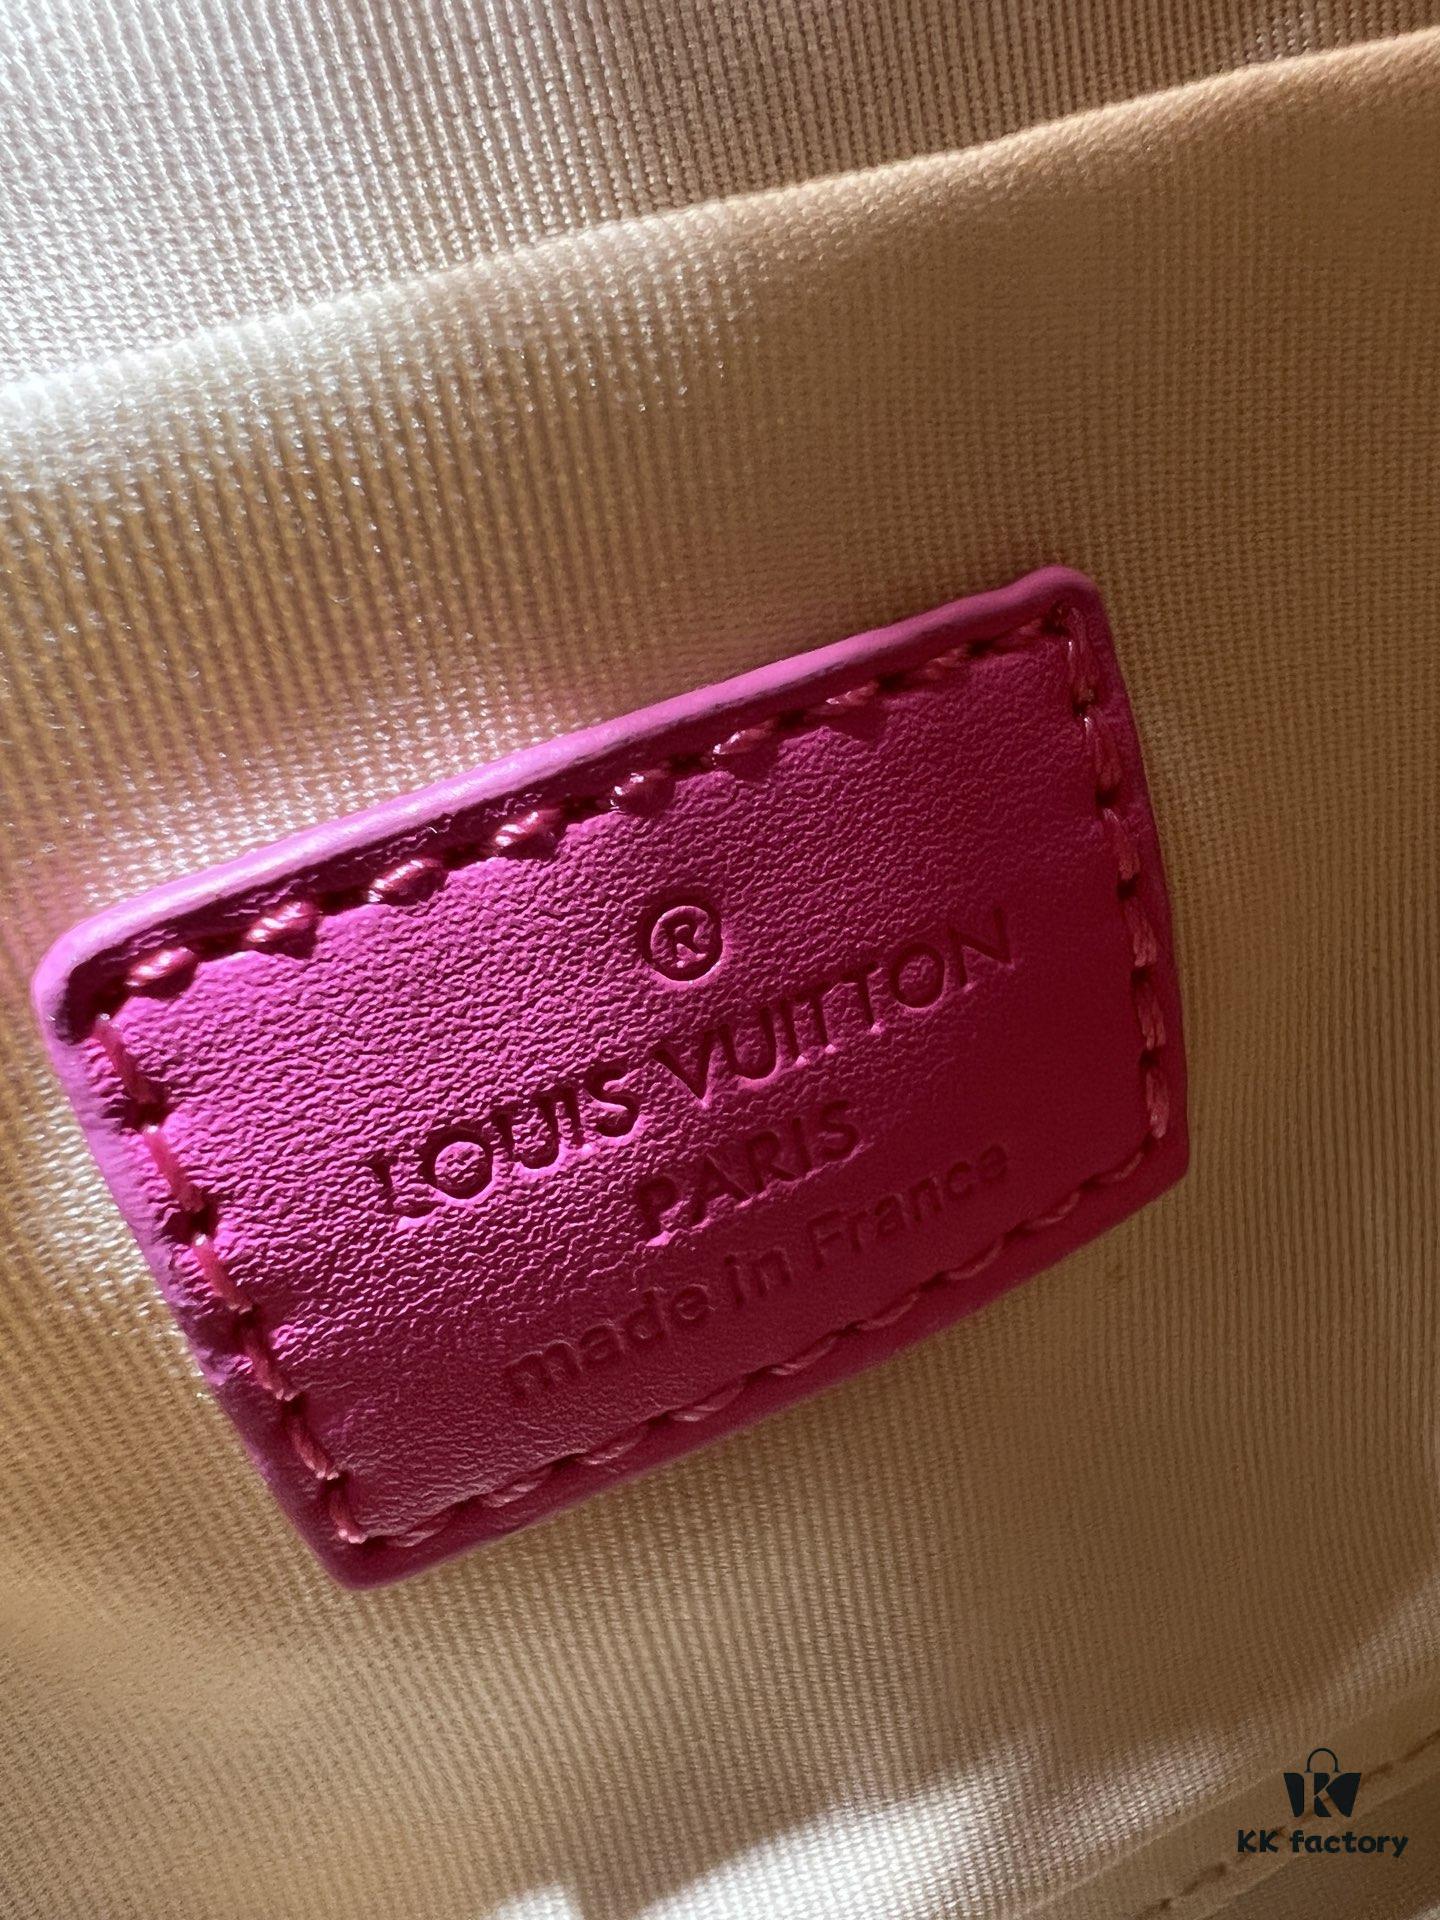 ®
LOUIS VUITTON
PARIS
made in France
KK factory